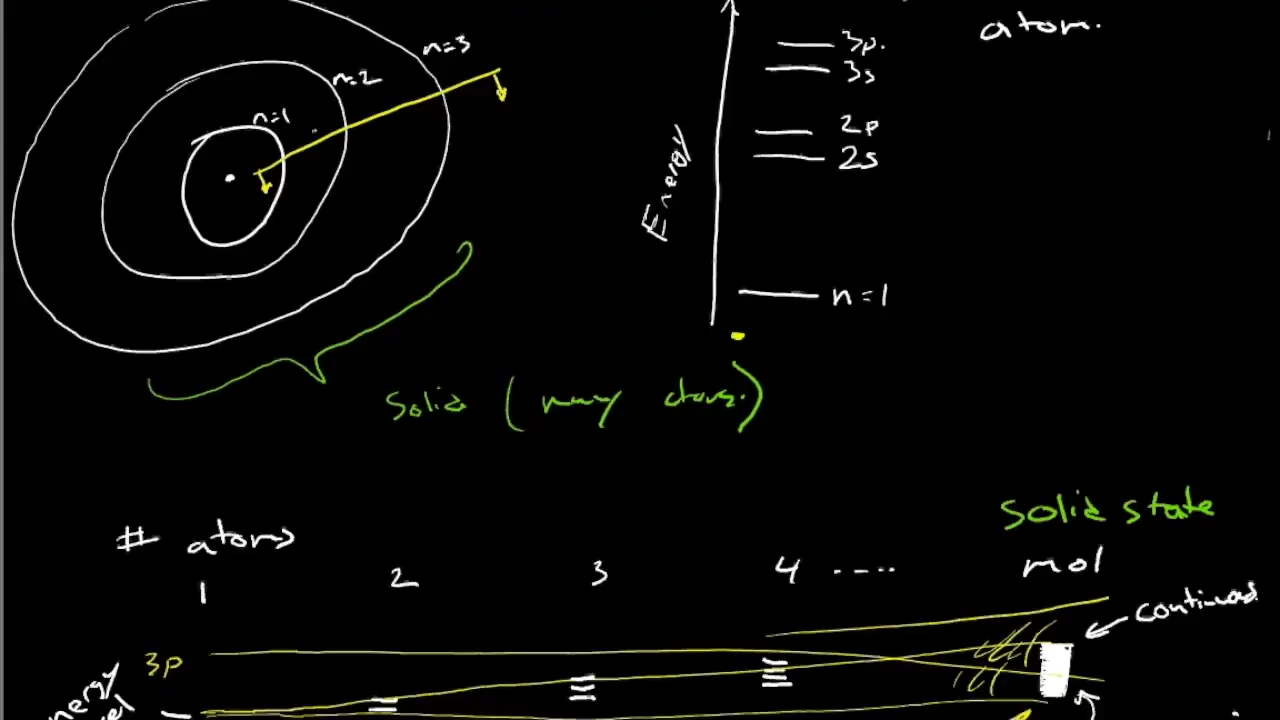 n=3
n=2
n=1
atom.
3p.
3s
2p
2s
n=1
Energy
Solid (many atoms.)
solid state
# atoms
1
2
3
4 ....
mol
continuous
3p